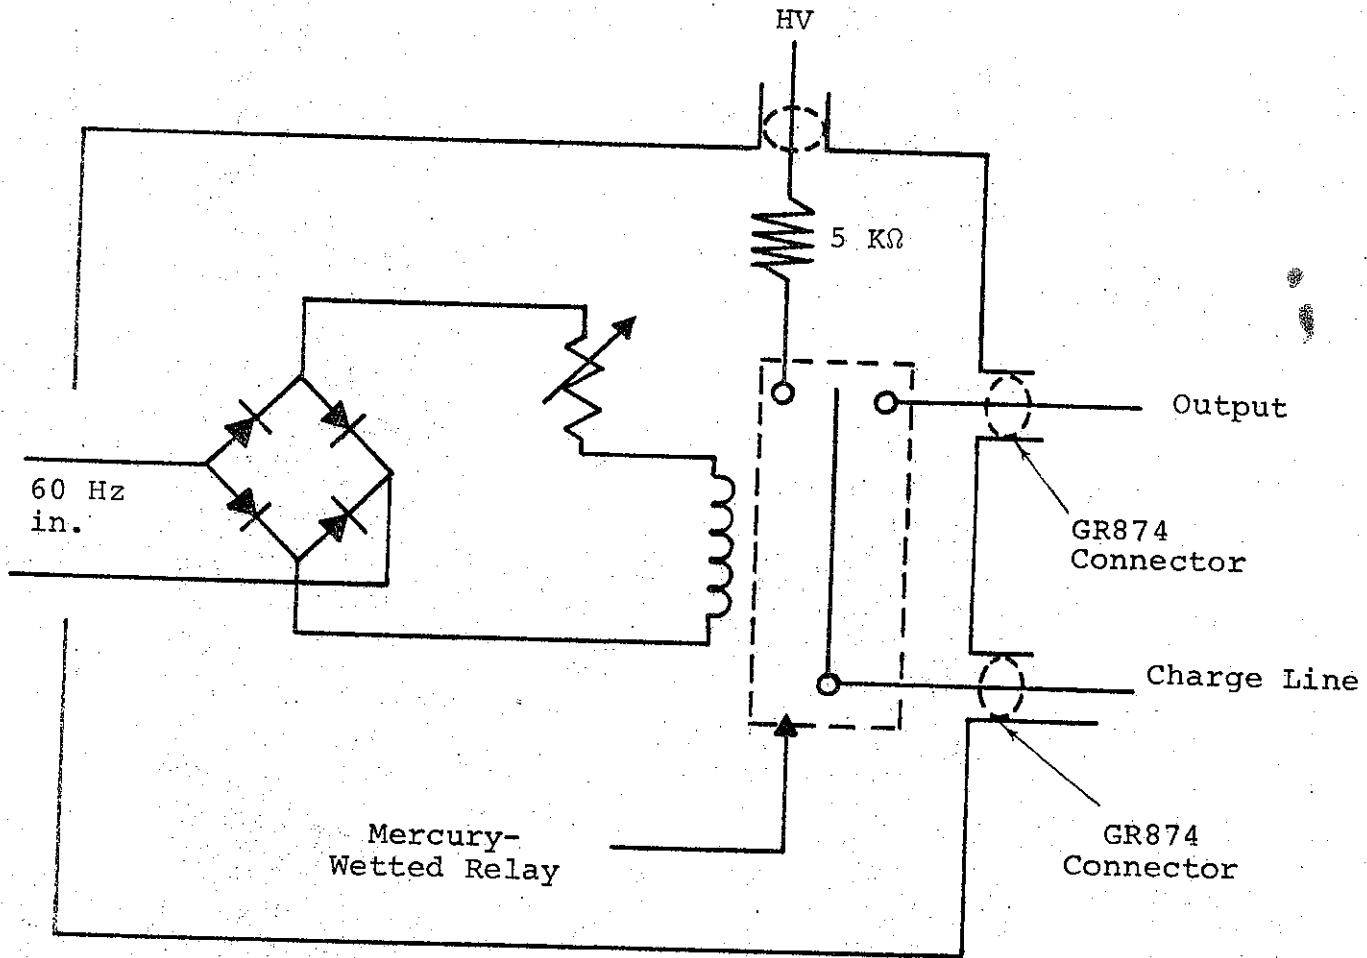 HV
5 KΩ
Output
60 Hz
in.
GR874
Connector
Charge Line
Mercury-
Wetted Relay
GR874
Connector